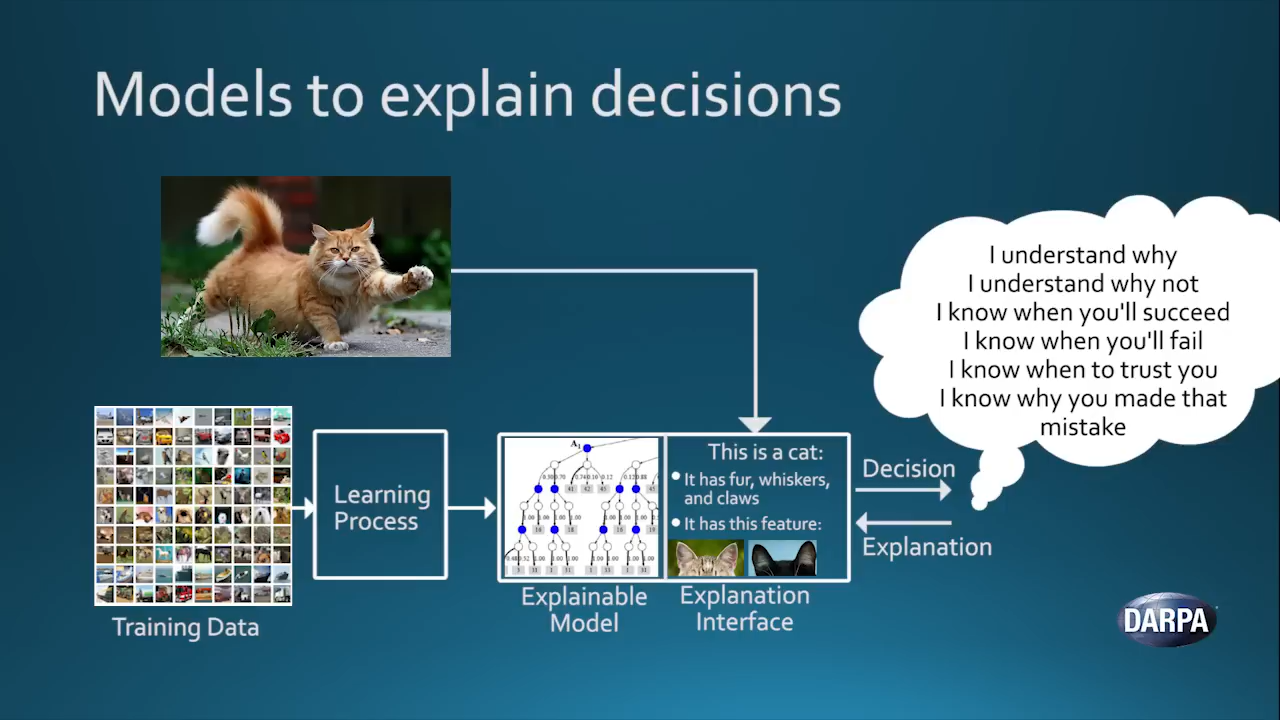 Models to explain decisions
I understand why
I understand why not
I know when you'll succeed
I know when you'll fail
I know when to trust you
I know why you made that
mistake
This is a cat:
It has fur, whiskers,
and claws
It has this feature:
Learning
Process
Decision
Explanation
Training Data
Explainable
Model
Explanation
Interface
DARPA